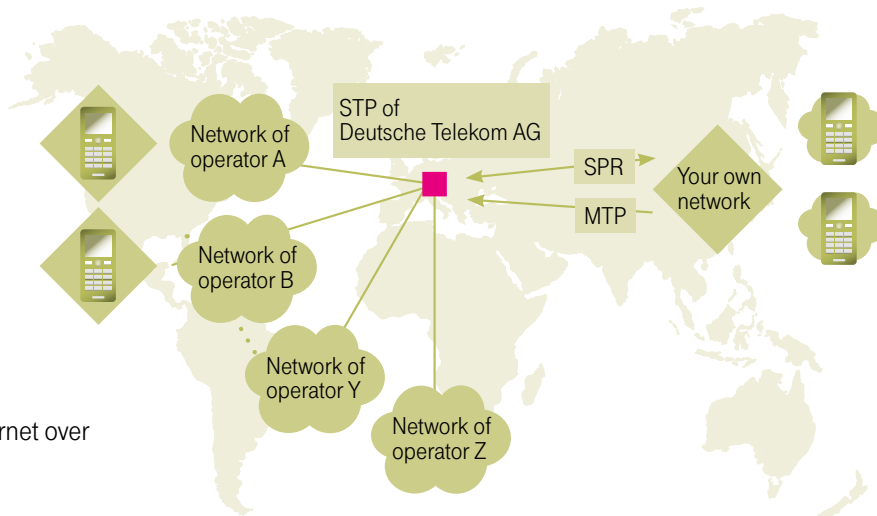 STP of
Deutsche Telekom AG
Network of
operator A
SPR
Your own
network
MTP
Network of
operator B
Network of
operator Y
Network of
operator Z
rnet over